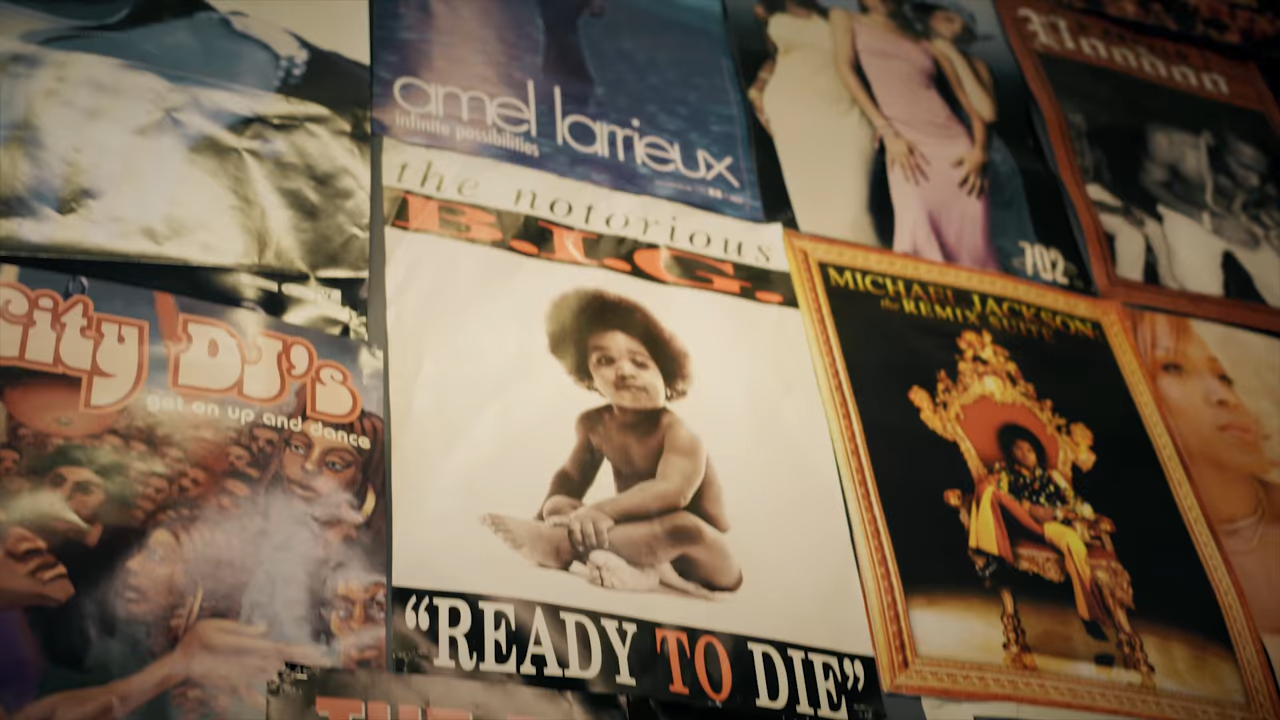 amel larrieux
infinite possibilities
702
the notorious
B.I.G.
MICHAEL JACKSON
the REMIX SUITE
city DJ's
get on up and dance
"READY TO DIE"